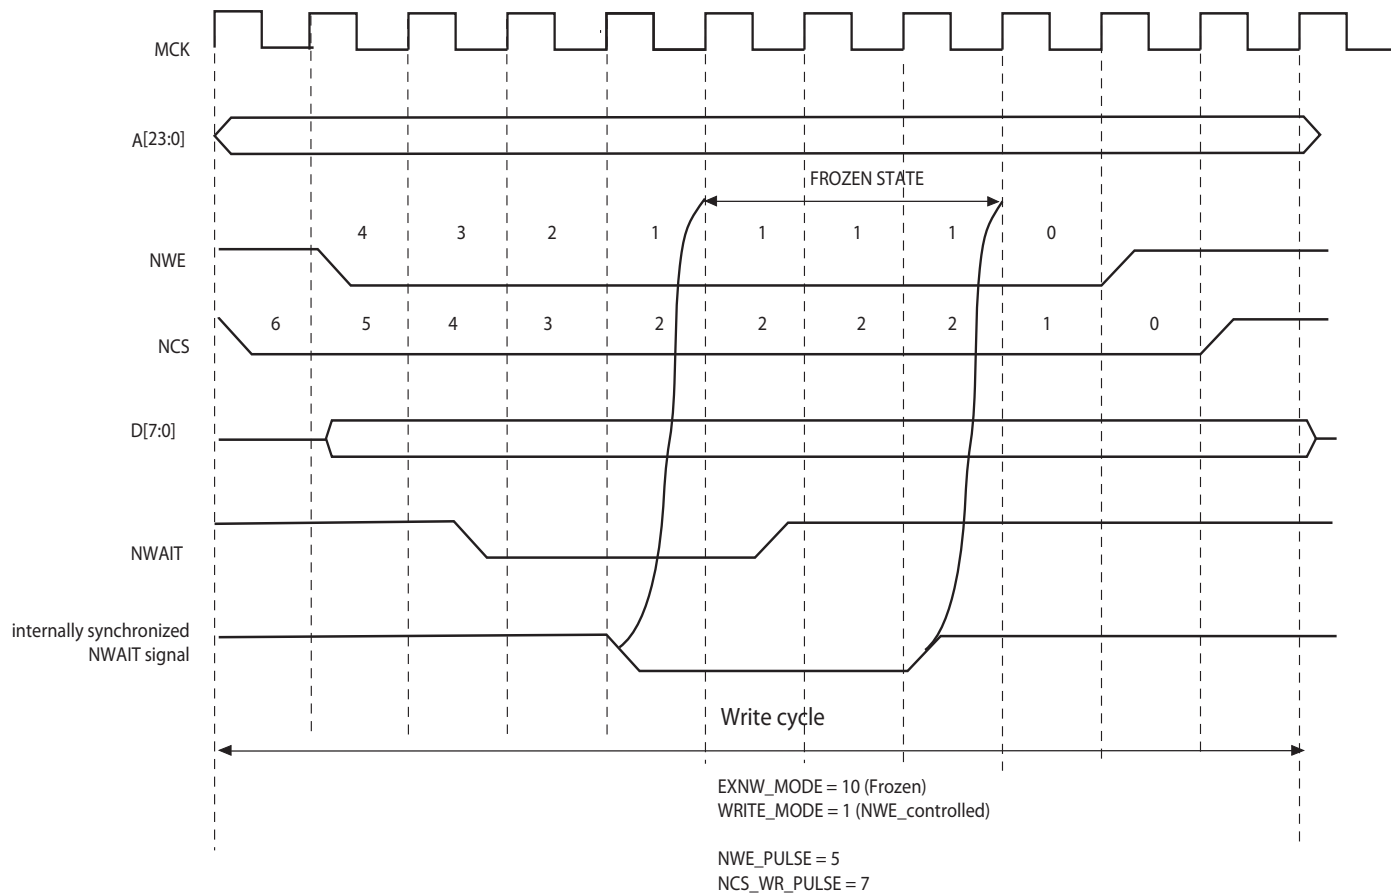 MCK
A[23:0]
FROZEN STATE
4 3 2 1 1 1 1 0
NWE
6 5 4 3 2 2 2 2 1 0
NCS
D[7:0]
NWAIT
internally synchronized
NWAIT signal
Write cycle
EXNW_MODE = 10 (Frozen)
WRITE_MODE = 1 (NWE_controlled)
NWE_PULSE = 5
NCS_WR_PULSE = 7